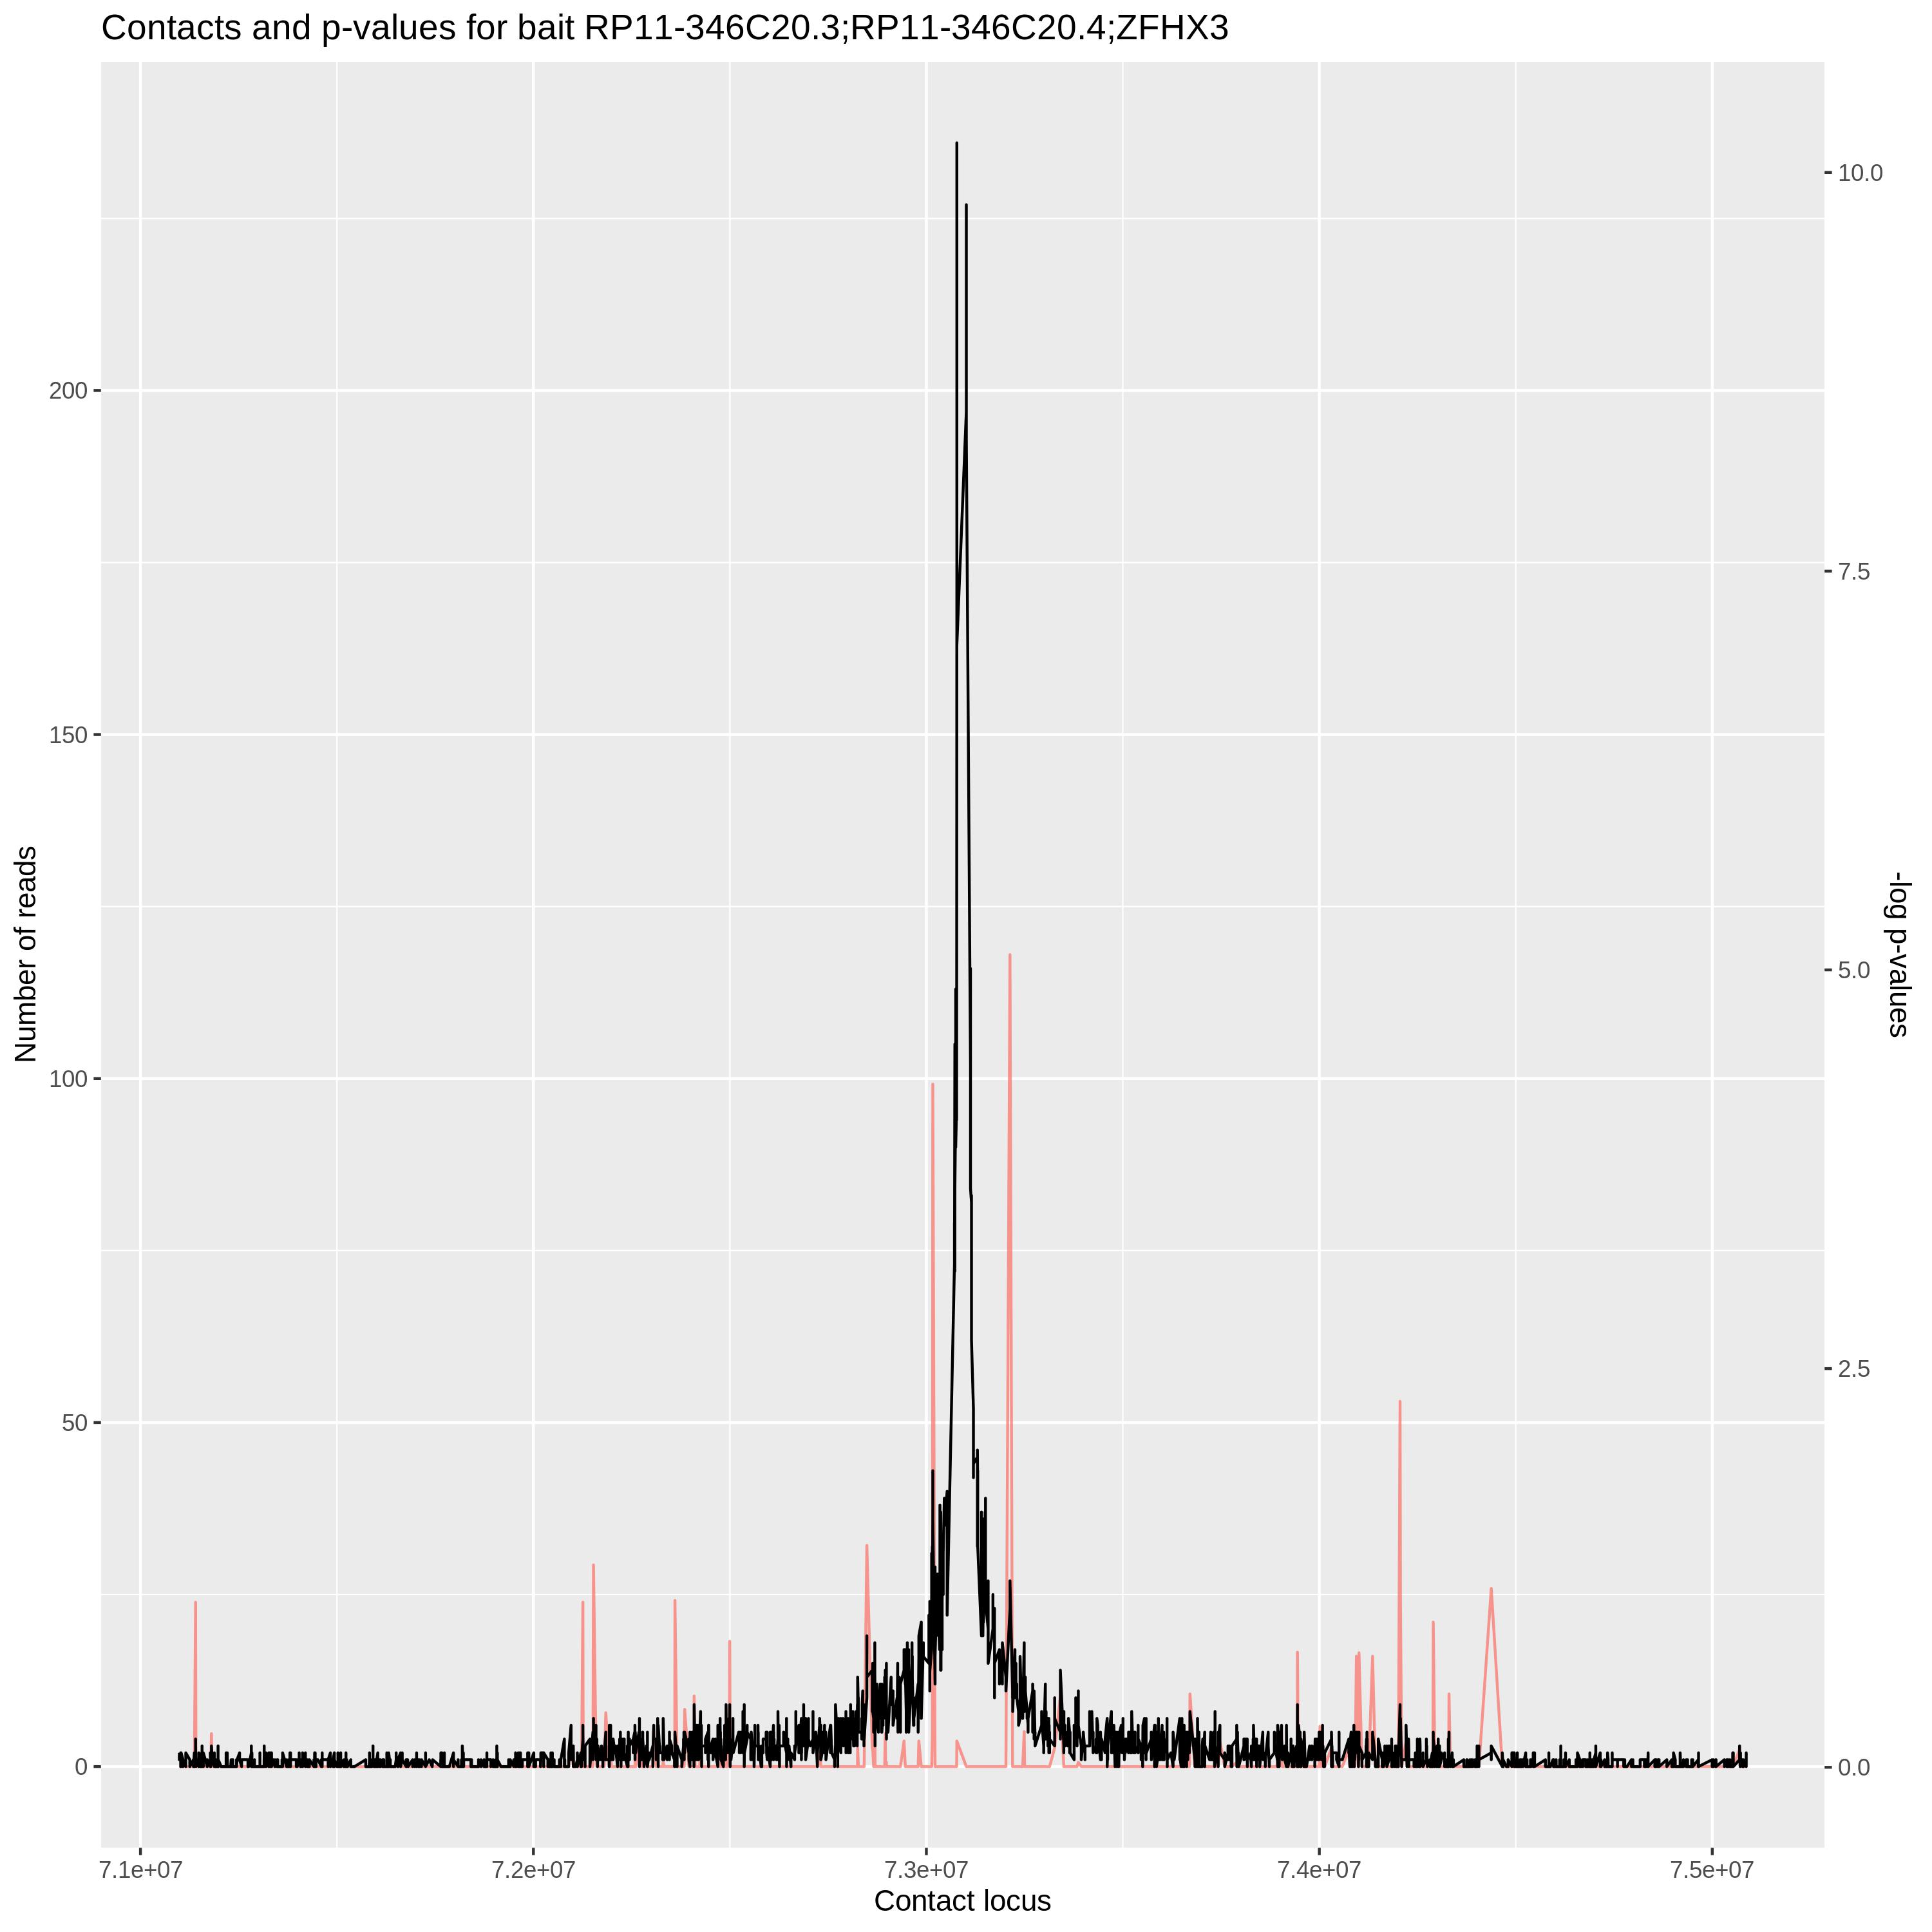 Contacts and p-values for bait RP11-346C20.3;RP11-346C20.4;ZFHX3
Number of reads
200
150
100
50
0
10.0
7.5
5.0
2.5
0.0
-log p-values
7.1e+07
7.2e+07
7.3e+07
7.4e+07
7.5e+07
Contact locus